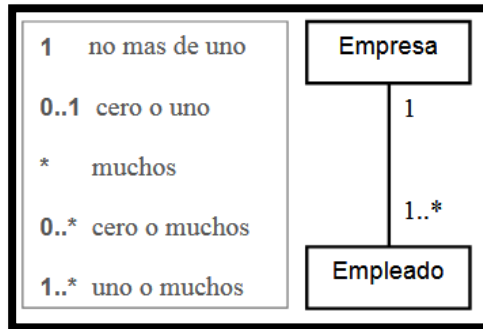 1 no mas de uno
0..1 cero o uno
* muchos
0..* cero o muchos
1..* uno o muchos
Empresa
1
1..*
Empleado